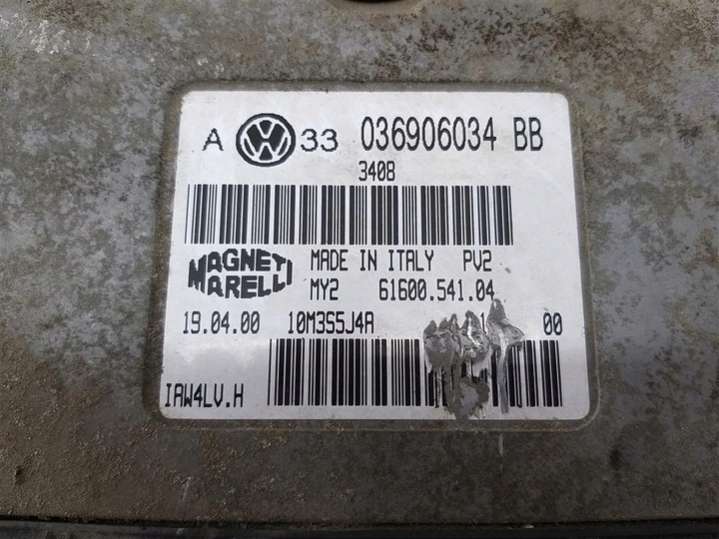 A VW 33 036906034 BB
3408
MAGNETI MARELLI
MADE IN ITALY PV2
MY2 61600.541.04
19.04.00 10M3S5J4A 00
IAW4LV.H